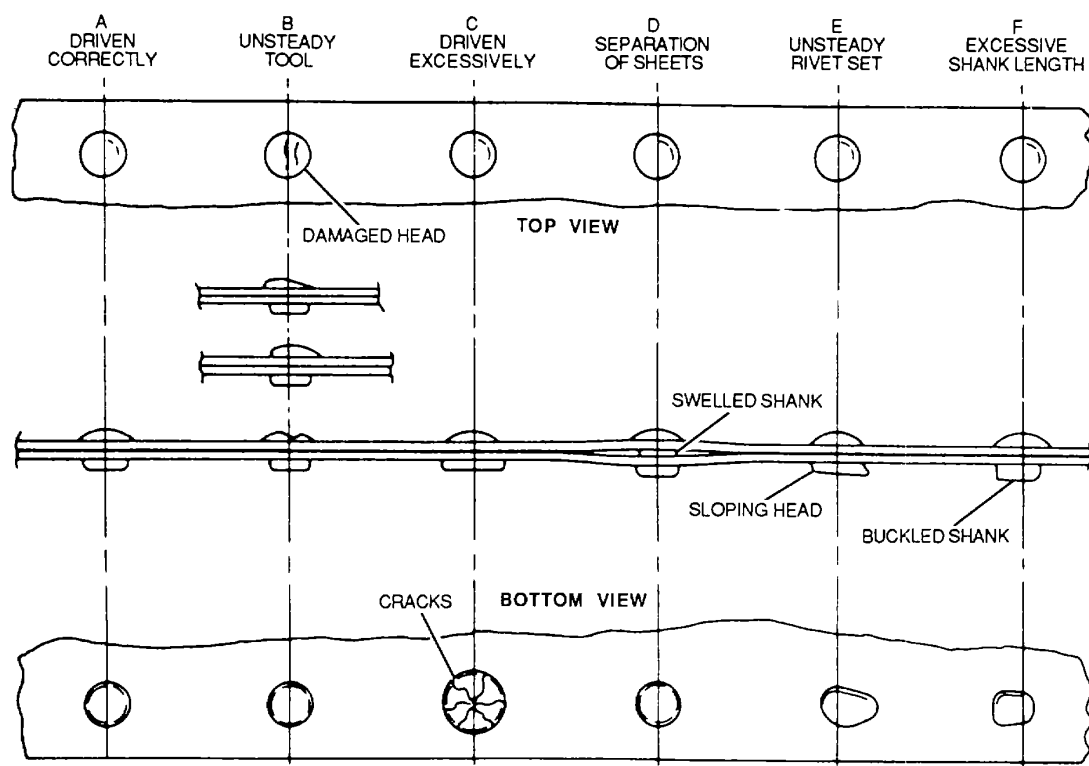 A
DRIVEN
CORRECTLY
B
UNSTEADY
TOOL
C
DRIVEN
EXCESSIVELY
D
SEPARATION
OF SHEETS
E
UNSTEADY
RIVET SET
F
EXCESSIVE
SHANK LENGTH
DAMAGED HEAD
TOP VIEW
SWELLED SHANK
SLOPING HEAD
BUCKLED SHANK
CRACKS
BOTTOM VIEW